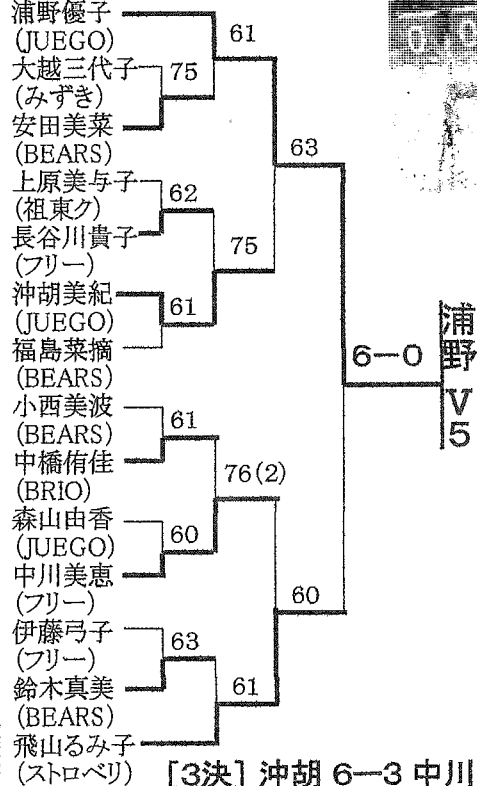 浦野優子
(JUEGO)
61
大越三代子
75
(みずき)
安田美菜
(BEARS)
63
上原美与子
62
(祖東ク)
長谷川貴子
75
(フリー)
沖胡美紀
61
(JUEGO)
福島菜摘
(BEARS)
6-0
浦野 V5
小西美波
61
(BEARS)
中橋侑佳
76(2)
(BRIO)
森山由香
60
(JUEGO)
中川美恵
60
(フリー)
伊藤弓子
63
(フリー)
鈴木真美
61
(BEARS)
飛山るみ子
(ストロベリ)
[3決] 沖胡 6―3 中川